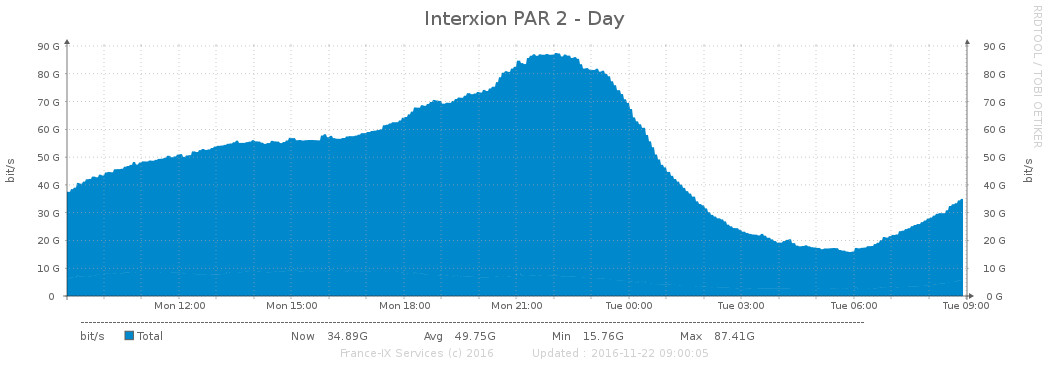 Interxion PAR 2 - Day
RRDTOOL / TOBI OETIKER
90 G 90 G
80 G 80 G
70 G 70 G
60 G 60 G
50 G 50 G
40 G 40 G
30 G 30 G
20 G 20 G
10 G 10 G
0 0 G
bit/s bit/s
Mon 12:00 Mon 15:00 Mon 18:00 Mon 21:00 Tue 00:00 Tue 03:00 Tue 06:00 Tue 09:00
bit/s Total Now 34.89G Avg 49.75G Min 15.76G Max 87.41G
France-IX Services (c) 2016 Updated : 2016-11-22 09:00:05